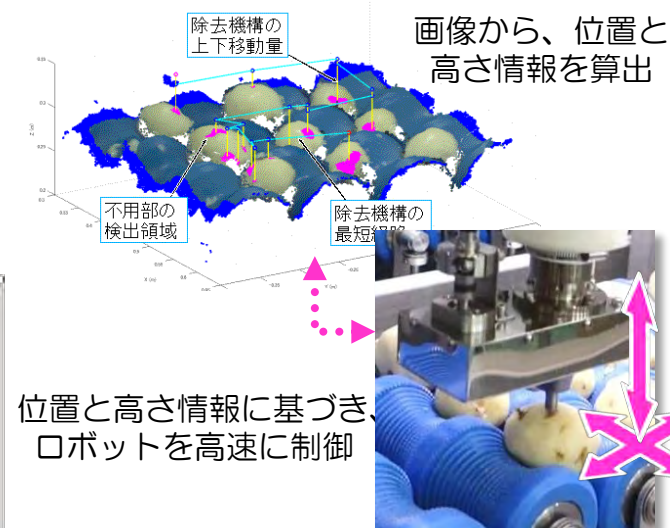 画像から、位置と
高さ情報を算出
除去機構の
上下移動量
不用部の
検出領域
除去機構の
最短経路
位置と高さ情報に基づき、
ロボットを高速に制御